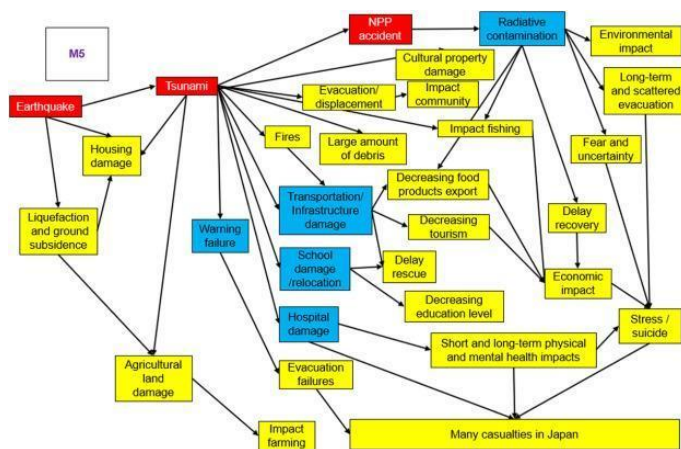 NPP
accident
Radiative
contamination
Environmental
impact
M5
Cultural property
damage
Tsunami
Evacuation/
displacement
Impact
community
Long-term
and scattered
evacuation
Earthquake
Fires
Large amount
of debris
Impact fishing
Fear and
uncertainty
Housing
damage
Decreasing food
products export
Transportation/
Infrastructure
damage
Liquefaction
and ground
subsidence
Warning
failure
Decreasing
tourism
Delay
recovery
School
damage
/relocation
Delay
rescue
Economic
impact
Decreasing
education level
Hospital
damage
Stress /
suicide
Short and long-term physical
and mental health impacts
Agricultural
land
damage
Evacuation
failures
Impact
farming
Many casualties in Japan